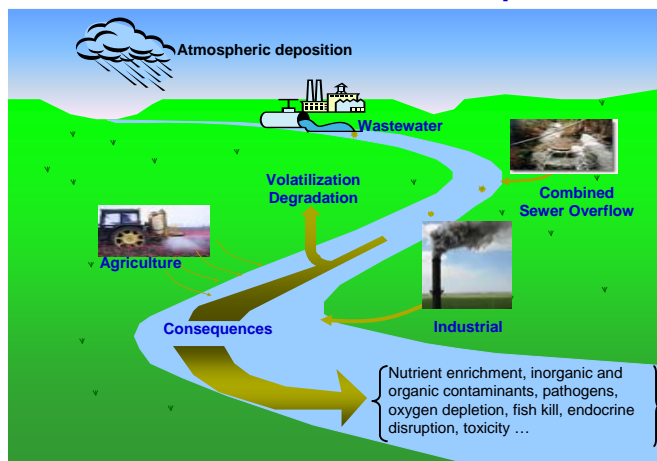 Atmospheric deposition
Wastewater
Volatilization
Degradation
Combined
Sewer Overflow
Agriculture
Consequences
Industrial
Nutrient enrichment, inorganic and
organic contaminants, pathogens,
oxygen depletion, fish kill, endocrine
disruption, toxicity …